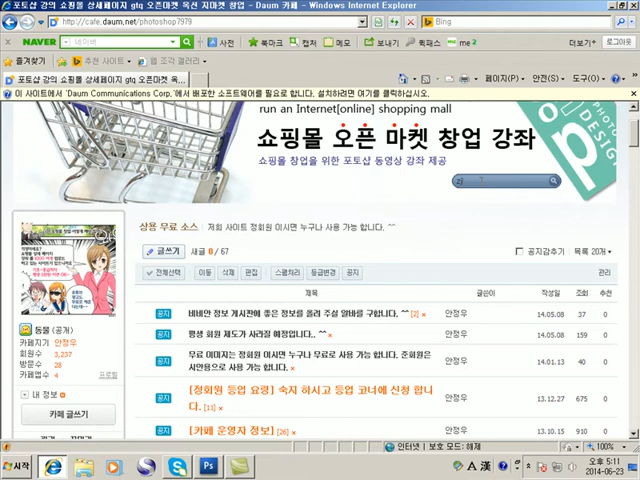 포토샵 강의 쇼핑몰 상세페이지 gtq 오픈마켓 옥션 지마켓 창업 - Daum 카페 - Windows Internet Explorer
http://cafe.daum.net/photoshop7979
Bing
NAVER 네이버 사전 북마크 캡처 메모 보내기 퀵패스 me 2 더보기 로그아웃
즐겨찾기 추천 사이트 웹 조각 갤러리
포토샵 강의 쇼핑몰 상세페이지 gtq 오픈마켓 옥...
페이지(P) 안전(S) 도구(O)
이 사이트에서 'Daum Communications Corp.'에서 배포한 소프트웨어를 필요로 합니다. 설치하려면 여기를 클릭하십시오.
run an Internet[online] shopping mall
쇼핑몰 오픈 마켓 창업 강좌
쇼핑몰 창업을 위한 포토샵 동영상 강좌 제공
PHOTO
DESIGN
상용 무료 소스 저희 사이트 정회원 이시면 누구나 사용 가능 합니다. ^^
글쓰기 새글 0 / 67 공지감추기 목록 20개
전체선택 이동 삭제 편집 스팸처리 등급변경 공지 관리
제목 글쓴이 작성일 조회 추천
공지 비비안 정보 게시판에 좋은 정보를 올려 주실 알바를 구합니다. ^^ [2] 안정우 14.05.08 37 0
공지 평생 회원 제도가 사라질 예정입니다.. ^^ 안정우 14.05.08 159 0
공지 무료 이미지는 정회원 이시면 누구나 무료로 사용 가능 합니다. 준회원은
시안용으로 사용 가능 합니다. 안정우 14.01.13 40 0
공지 [정회원 등업 요령] 숙지 하시고 등업 코너에 신청 합니
다. [11] 안정우 13.12.27 675 0
공지 [카페 운영자 정보] [26] 안정우 13.10.15 910 0
동물 (공개)
카페지기 안정우
회원수 3,237
방문수 28
카페앱수 4 프로필
내 정보
카페 글쓰기
인터넷 | 보호 모드: 해제 100%
시작 A 漢 오후 5:11
2014-06-23